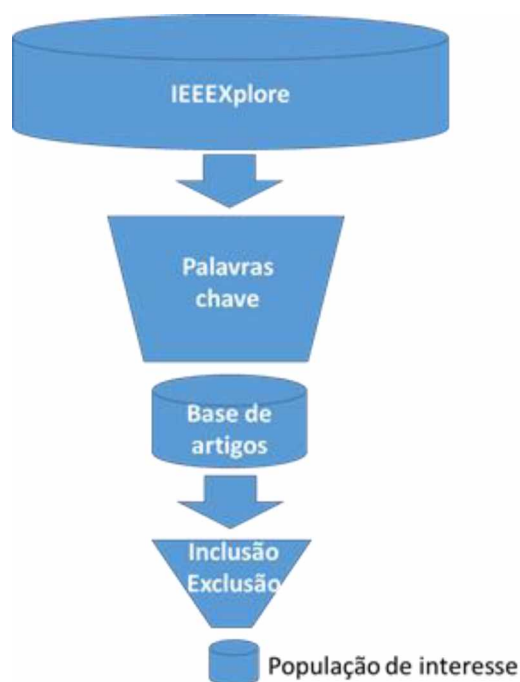 IEEEXplore
Palavras
chave
Base de
artigos
Inclusão
Exclusão
População de interesse